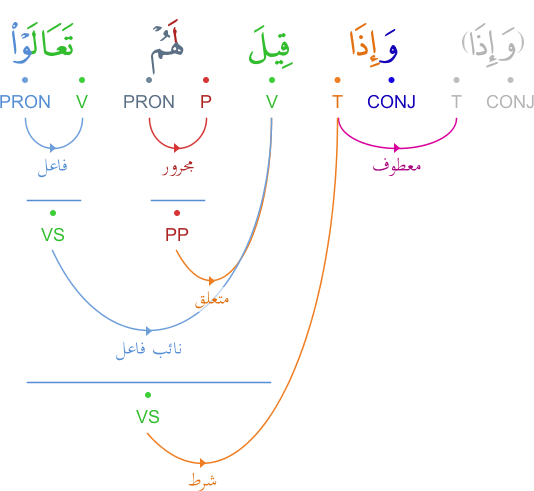 (وَإِذَا) وَإِذَا قِيلَ لَهُمْ تَعَالَوْا۟
PRON V PRON P V T CONJ T CONJ
فاعل مجرور معطوف
VS PP
متعلق
نائب فاعل
VS
شرط